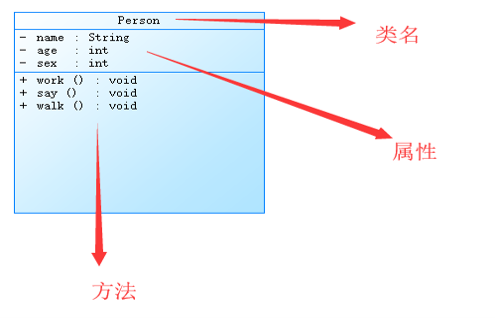 Person
类名
- name : String
- age : int
- sex : int
属性
+ work () : void
+ say () : void
+ walk () : void
方法